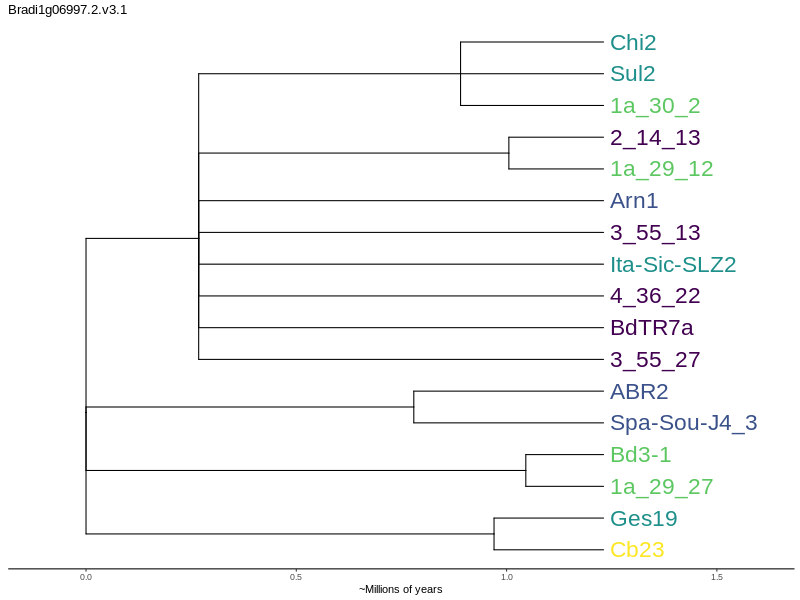 Bradi1g06997.2.v3.1
Chi2
Sul2
1a_30_2
2_14_13
1a_29_12
Arn1
3_55_13
Ita-Sic-SLZ2
4_36_22
BdTR7a
3_55_27
ABR2
Spa-Sou-J4_3
Bd3-1
1a_29_27
Ges19
Cb23
0.0 0.5 1.0 1.5
~Millions of years